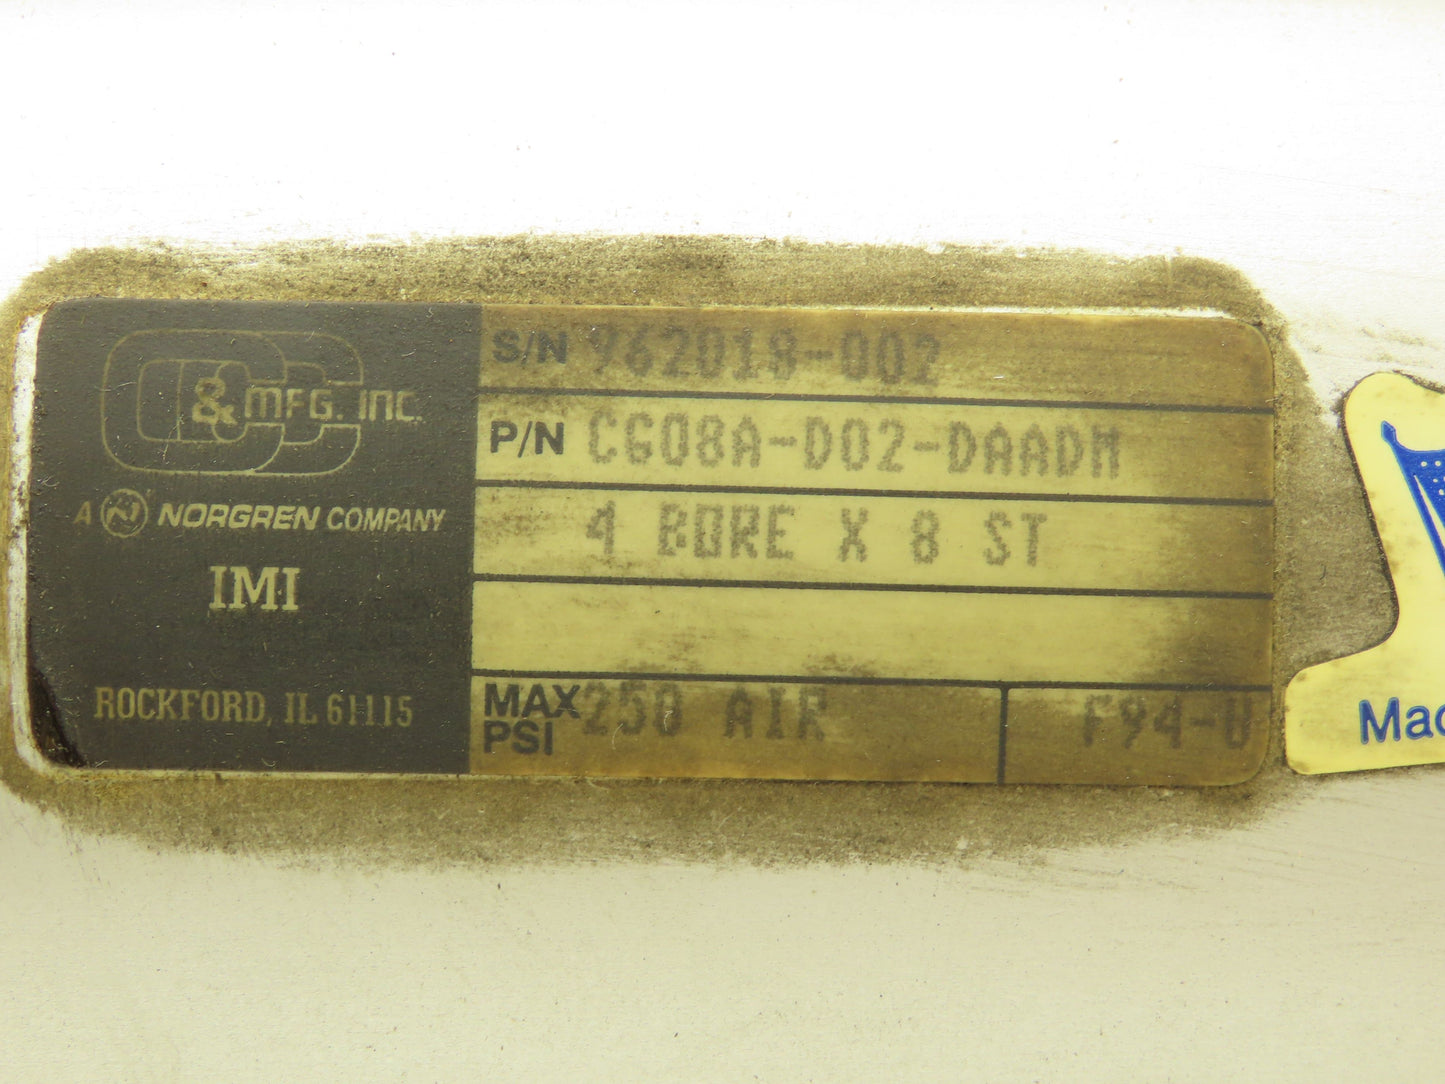 C&C MFG. INC.
A NORGREN COMPANY
IMI
ROCKFORD, IL 61115
S/N 962018-002
P/N CG08A-D02-DAADM
4 BORE X 8 ST
MAX PSI 250 AIR
F94-U
Mad